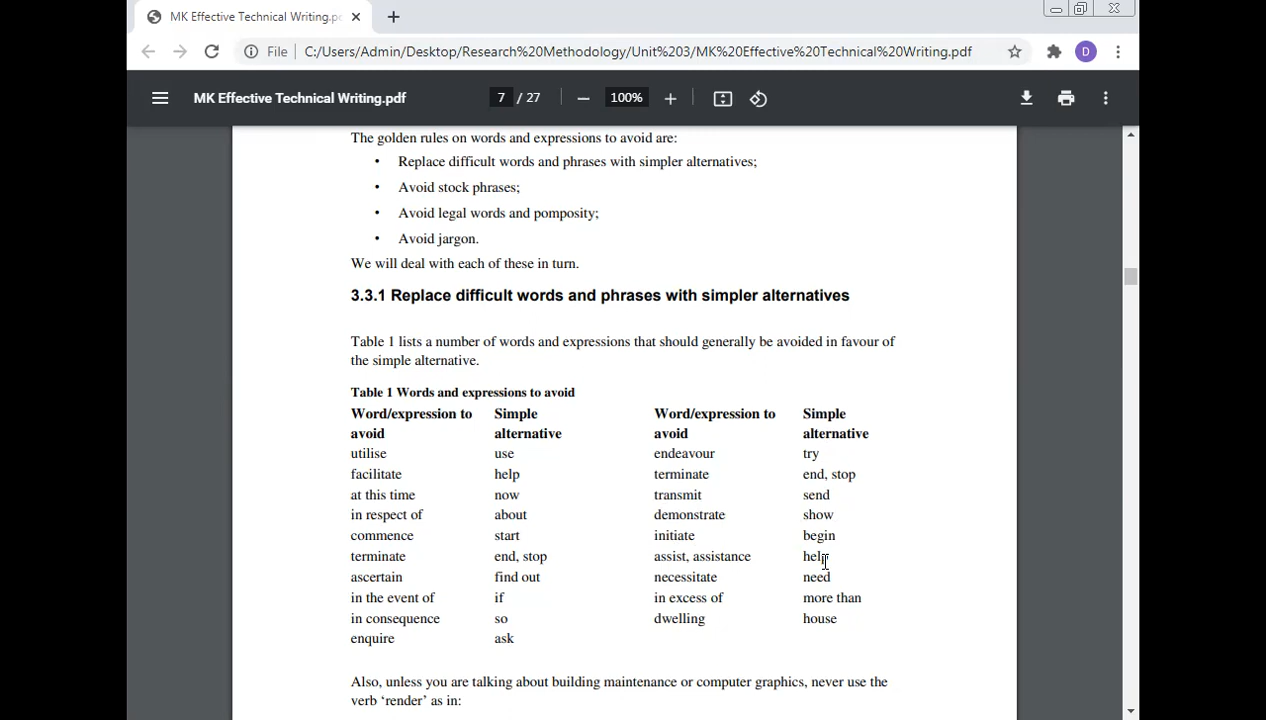 MK Effective Technical Writing.pd
File C:/Users/Admin/Desktop/Research%20Methodology/Unit%203/MK%20Effective%20Technical%20Writing.pdf D
MK Effective Technical Writing.pdf 7 / 27 100%
The golden rules on words and expressions to avoid are:
• Replace difficult words and phrases with simpler alternatives;
• Avoid stock phrases;
• Avoid legal words and pomposity;
• Avoid jargon.
We will deal with each of these in turn.
3.3.1 Replace difficult words and phrases with simpler alternatives
Table 1 lists a number of words and expressions that should generally be avoided in favour of
the simple alternative.
Table 1 Words and expressions to avoid
Word/expression to Simple Word/expression to Simple
avoid alternative avoid alternative
utilise use endeavour try
facilitate help terminate end, stop
at this time now transmit send
in respect of about demonstrate show
commence start initiate begin
terminate end, stop assist, assistance help
ascertain find out necessitate need
in the event of if in excess of more than
in consequence so dwelling house
enquire ask
Also, unless you are talking about building maintenance or computer graphics, never use the
verb ‘render’ as in: